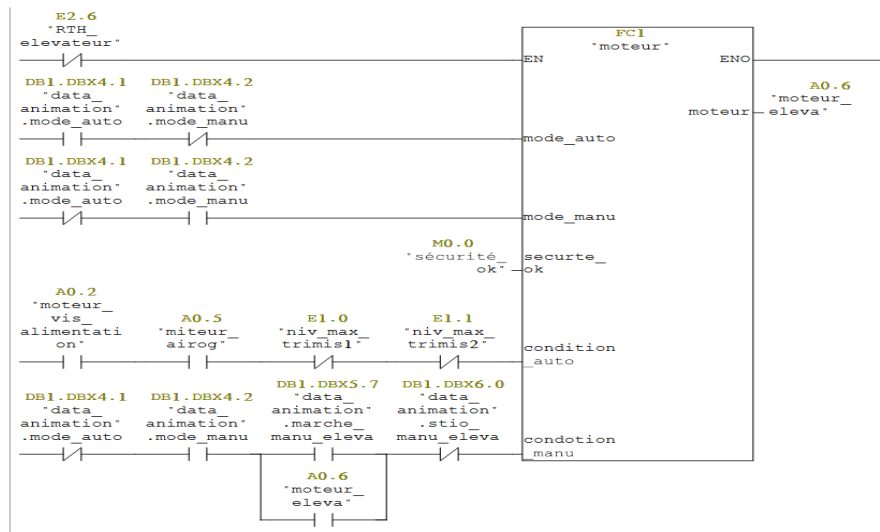 E2.6
"RTH_
elevateur"
FC1
"moteur"
EN
ENO
DB1.DBX4.1 DB1.DBX4.2
"data_ "data_
animation" animation"
.mode_auto .mode_manu
mode_auto
A0.6
"moteur_
moteur eleva"
DB1.DBX4.1 DB1.DBX4.2
"data_ "data_
animation" animation"
.mode_auto .mode_manu
mode_manu
M0.0
"sécurité_ securte_
ok" ok
A0.2
"moteur_
vis_
alimentati
on"
A0.5
"miteur_
airog"
E1.0
"niv_max_
trimis1"
E1.1
"niv_max_
trimis2"
condition
_auto
DB1.DBX4.1 DB1.DBX4.2 DB1.DBX5.7 DB1.DBX6.0
"data_ "data_ "data_ "data_
animation" animation" animation" animation"
.mode_auto .mode_manu .marche_ .stio_
manu_eleva manu_eleva
condotion
_manu
A0.6
"moteur_
eleva"